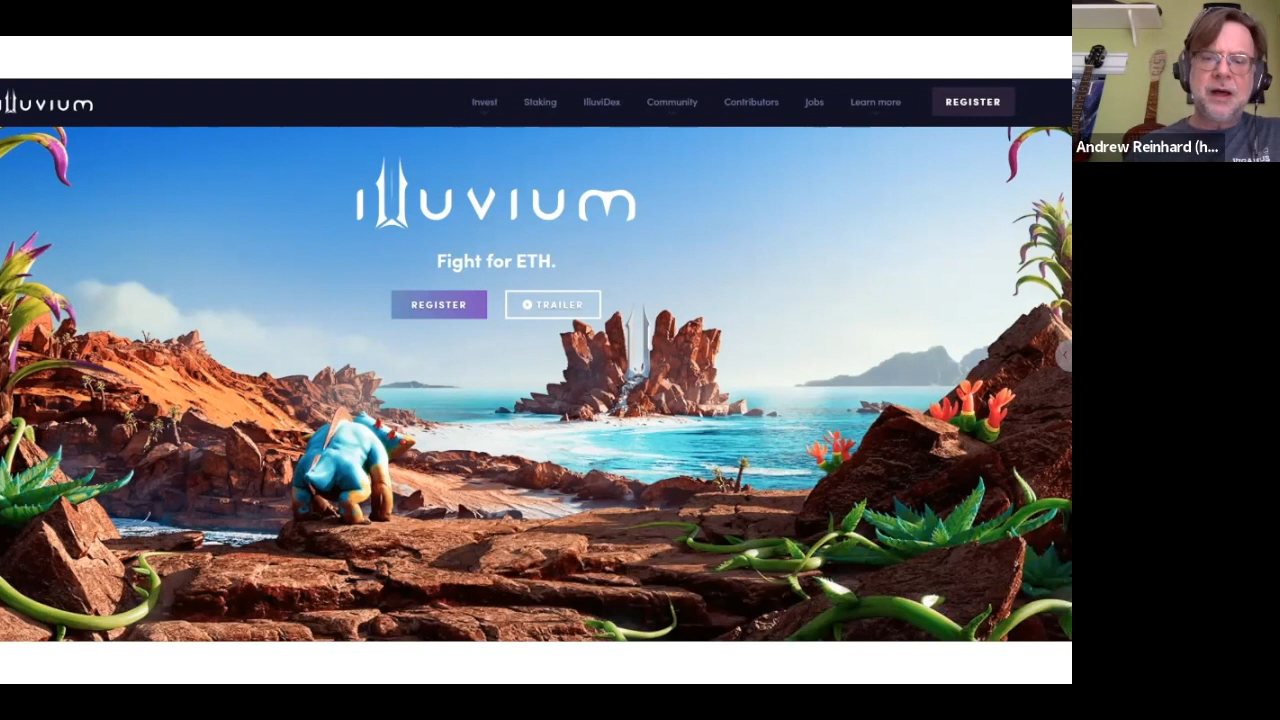 illuvium
Invest Staking IlluviDex Community Contributors Jobs Learn more REGISTER
illuvium
Fight for ETH.
REGISTER TRAILER
Andrew Reinhard (h...